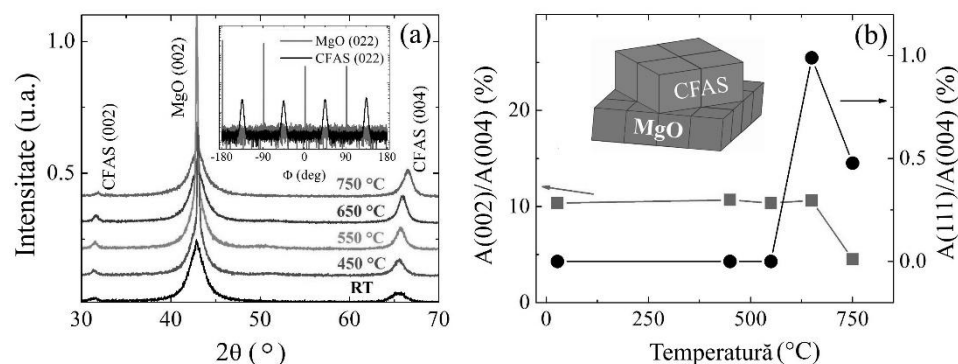 (a)
Intensitate (u.a.)
1.0
0.5
0.0
30 40 50 60 70
2θ (°)
CFAS (002)
MgO (002)
CFAS (004)
750 °C
650 °C
550 °C
450 °C
RT
MgO (022)
CFAS (022)
-180 -90 0 90 180
Φ (deg)
(b)
A(002)/A(004) (%)
20
10
0
CFAS
MgO
1.0
0.5
0.0
A(111)/A(004) (%)
0 250 500 750
Temperatură (°C)